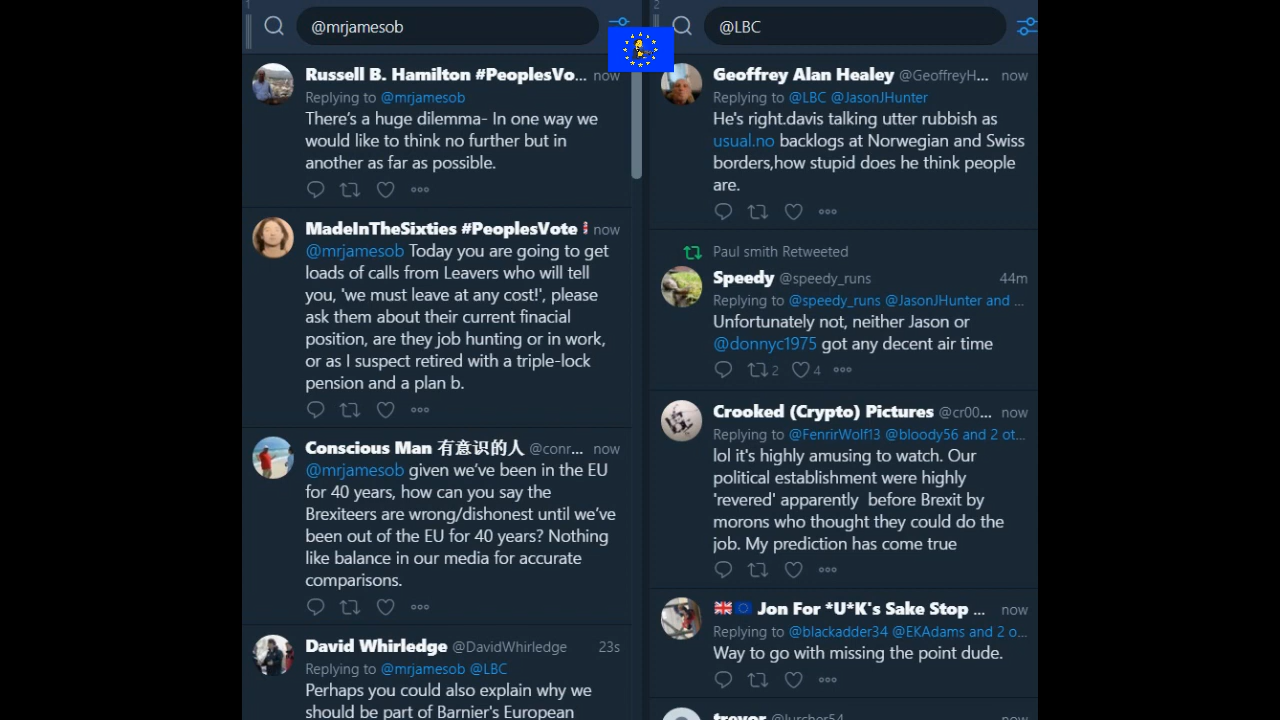 1
@mrjamesob
Russell B. Hamilton #PeoplesVo... now
Replying to @mrjamesob
There's a huge dilemma- In one way we
would like to think no further but in
another as far as possible.
MadeInTheSixties #PeoplesVote now
@mrjamesob Today you are going to get
loads of calls from Leavers who will tell
you, 'we must leave at any cost!', please
ask them about their current finacial
position, are they job hunting or in work,
or as I suspect retired with a triple-lock
pension and a plan b.
Conscious Man 有意识的人 @conr... now
@mrjamesob given we've been in the EU
for 40 years, how can you say the
Brexiteers are wrong/dishonest until we've
been out of the EU for 40 years? Nothing
like balance in our media for accurate
comparisons.
David Whirledge @DavidWhirledge 23s
Replying to @mrjamesob @LBC
Perhaps you could also explain why we
should be part of Barnier's European
2
@LBC
Geoffrey Alan Healey @GeoffreyH... now
Replying to @LBC @JasonJHunter
He's right.davis talking utter rubbish as
usual.no backlogs at Norwegian and Swiss
borders,how stupid does he think people
are.
Paul smith Retweeted
Speedy @speedy_runs 44m
Replying to @speedy_runs @JasonJHunter and ...
Unfortunately not, neither Jason or
@donnyc1975 got any decent air time
2 4
Crooked (Crypto) Pictures @cr00... now
Replying to @FenrirWolf13 @bloody56 and 2 ot...
lol it's highly amusing to watch. Our
political establishment were highly
'revered' apparently before Brexit by
morons who thought they could do the
job. My prediction has come true
Jon For *U*K's Sake Stop ... now
Replying to @blackadder34 @EKAdams and 2 o...
Way to go with missing the point dude.
trevor @lurcher54 now